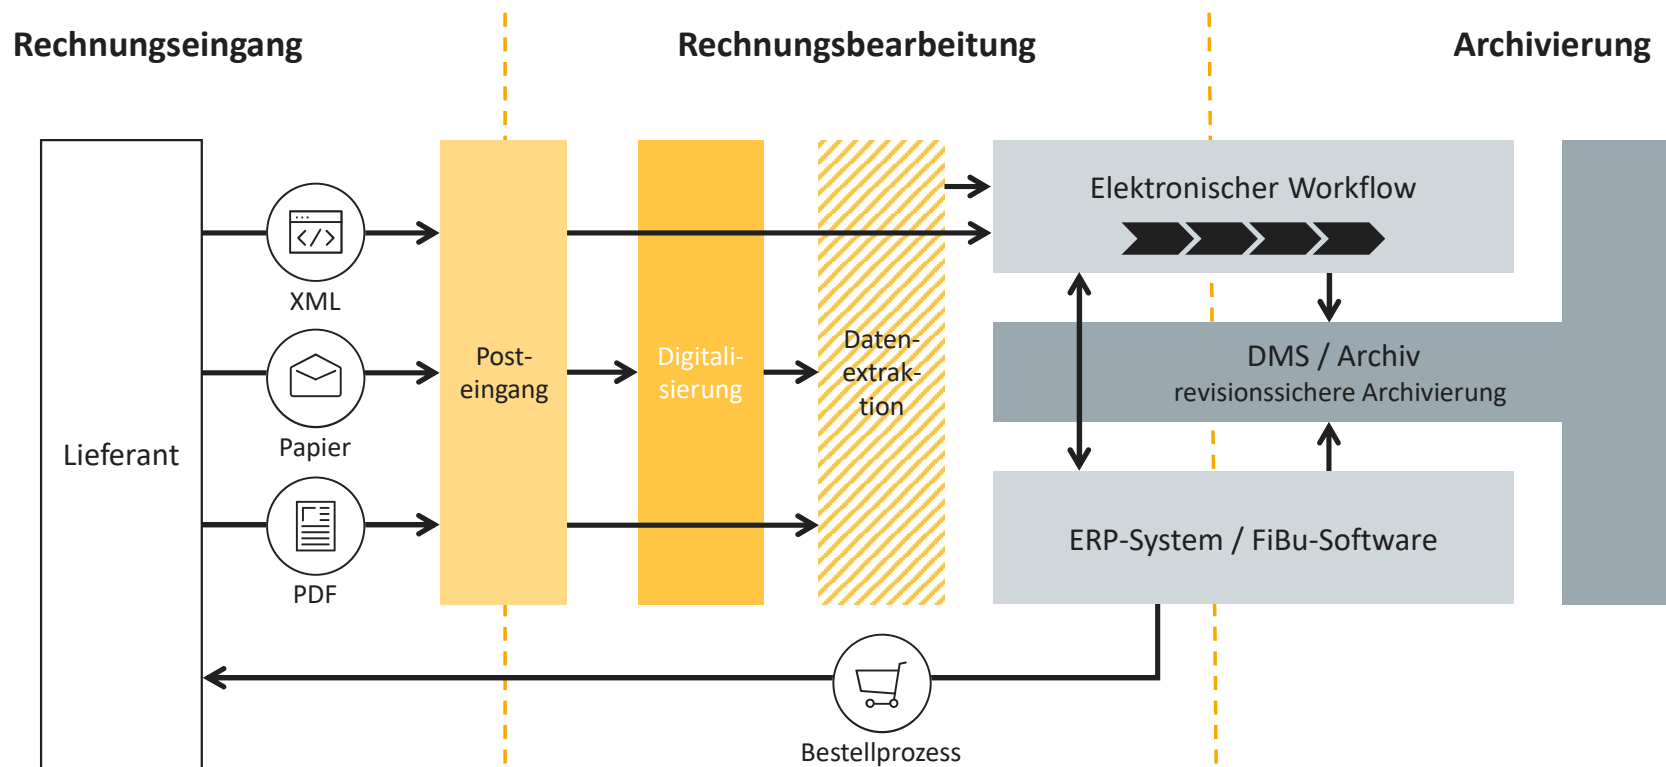 Rechnungseingang
Rechnungsbearbeitung
Archivierung
Lieferant
XML
Papier
PDF
Post-
eingang
Digitali-
sierung
Daten-
extrak-
tion
Elektronischer Workflow
DMS / Archiv
revisionssichere Archivierung
ERP-System / FiBu-Software
Bestellprozess